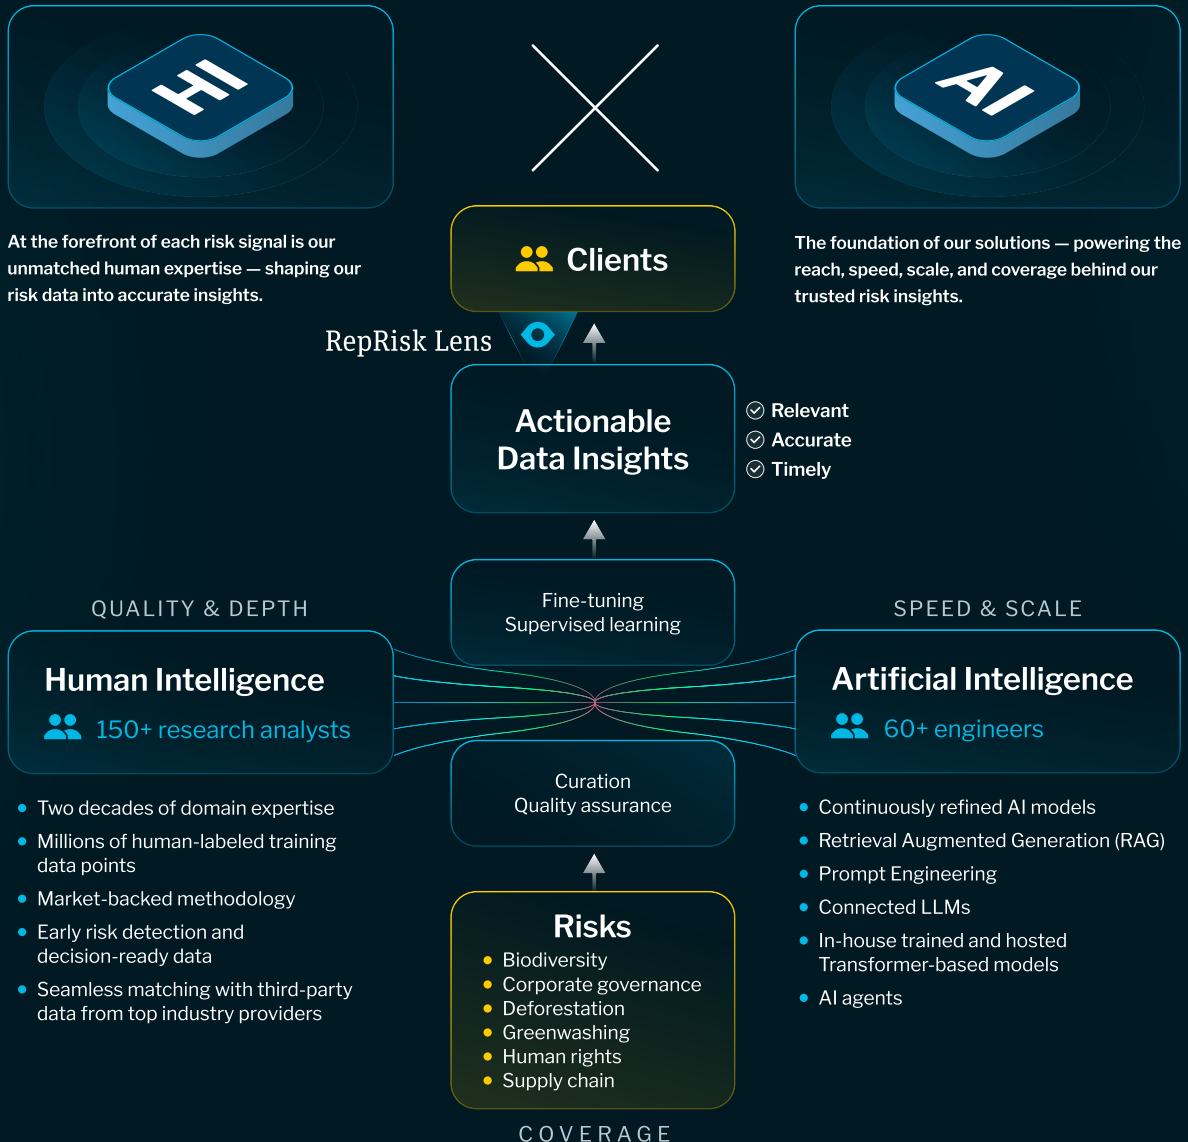 HI
AI
At the forefront of each risk signal is our
unmatched human expertise — shaping our
risk data into accurate insights.
The foundation of our solutions — powering the
reach, speed, scale, and coverage behind our
trusted risk insights.
Clients
RepRisk Lens
Actionable
Data Insights
Relevant
Accurate
Timely
Fine-tuning
Supervised learning
QUALITY & DEPTH
Human Intelligence
150+ research analysts
Two decades of domain expertise
Millions of human-labeled training
data points
Market-backed methodology
Early risk detection and
decision-ready data
Seamless matching with third-party
data from top industry providers
SPEED & SCALE
Artificial Intelligence
60+ engineers
Continuously refined AI models
Retrieval Augmented Generation (RAG)
Prompt Engineering
Connected LLMs
In-house trained and hosted
Transformer-based models
AI agents
Curation
Quality assurance
Risks
Biodiversity
Corporate governance
Deforestation
Greenwashing
Human rights
Supply chain
COVERAGE